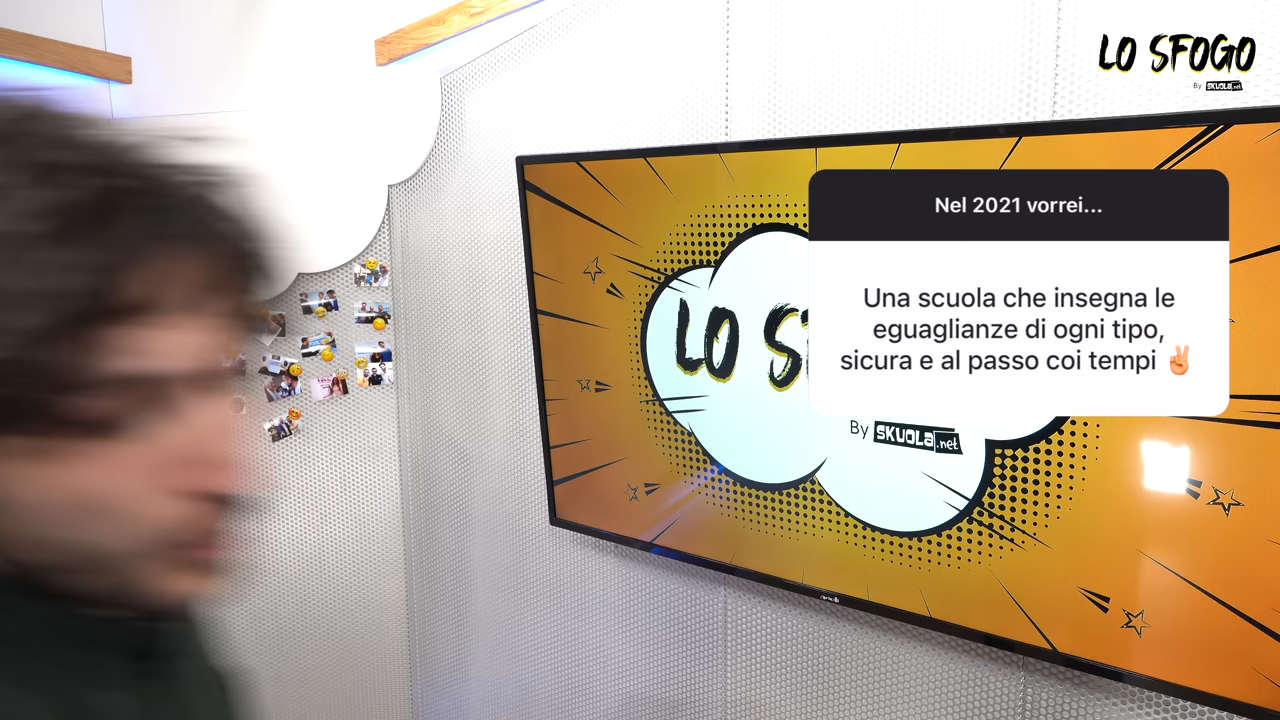 LO SFOGO
By SKUOLA.net
Nel 2021 vorrei...
Una scuola che insegna le
eguaglianze di ogni tipo,
sicura e al passo coi tempi ✌🏻
LO S
By SKUOLA.net